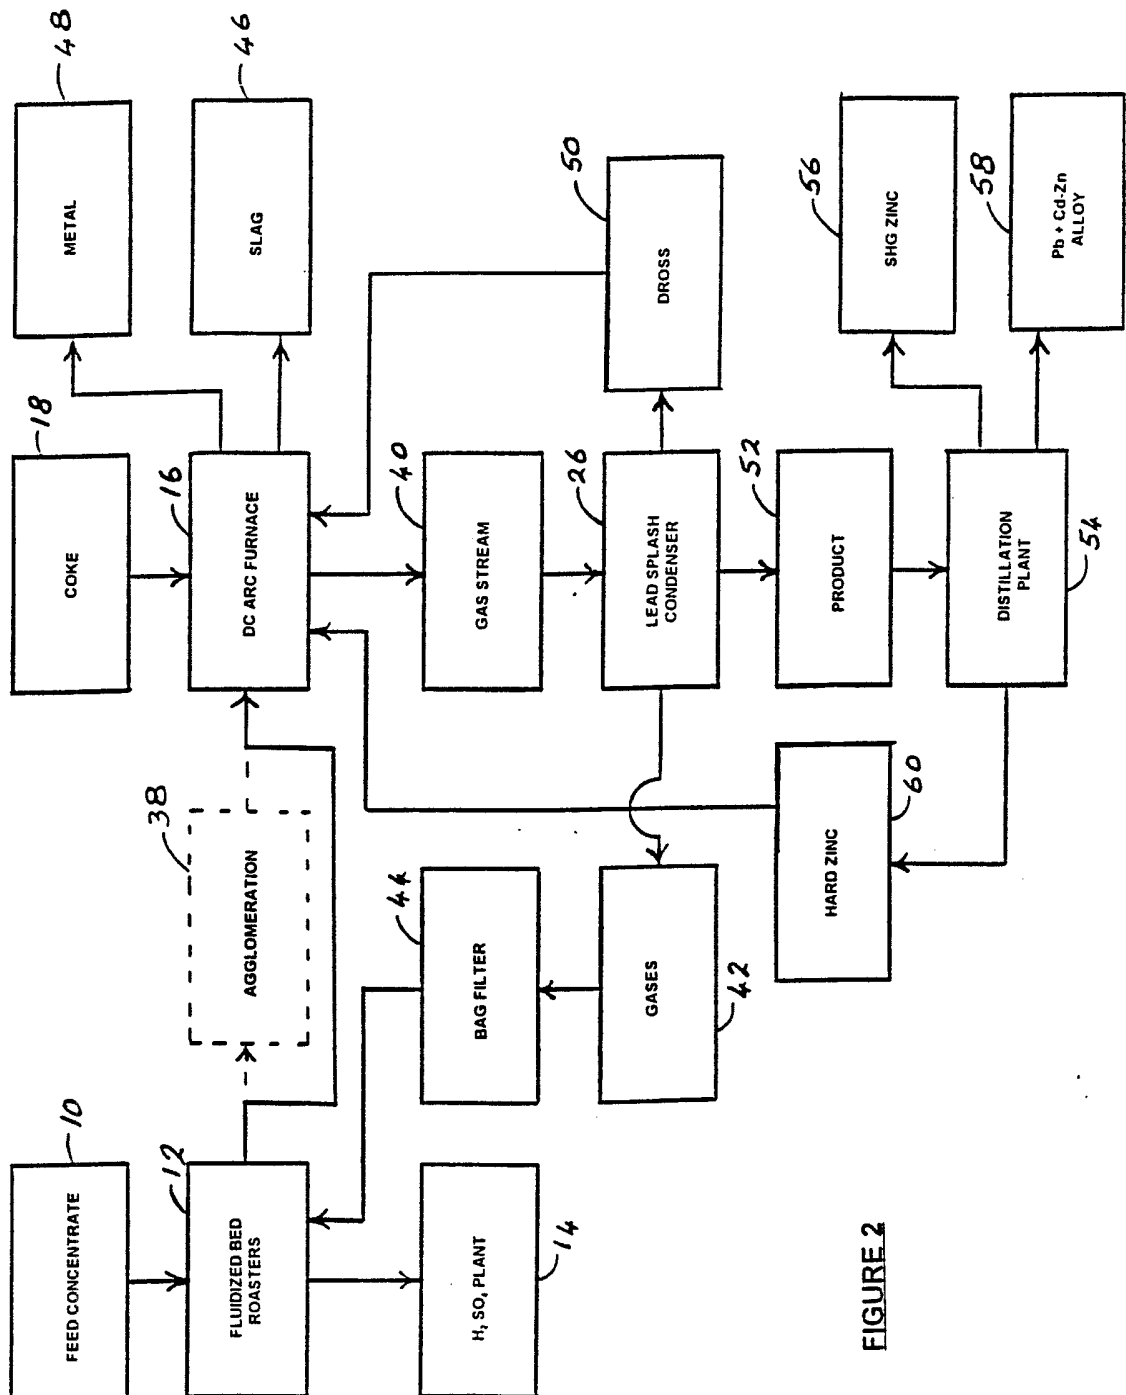 10
FEED CONCENTRATE
18
COKE
48
METAL
12
FLUIDIZED BED
ROASTERS
38
AGGLOMERATION
16
DC ARC FURNACE
46
SLAG
H, SO, PLANT
14
44
BAG FILTER
40
GAS STREAM
GASES
42
26
LEAD SPLASH
CONDENSER
50
DROSS
HARD ZINC
60
52
PRODUCT
56
SHG ZINC
DISTILLATION
PLANT
54
58
Pb + Cd-Zn
ALLOY
FIGURE 2